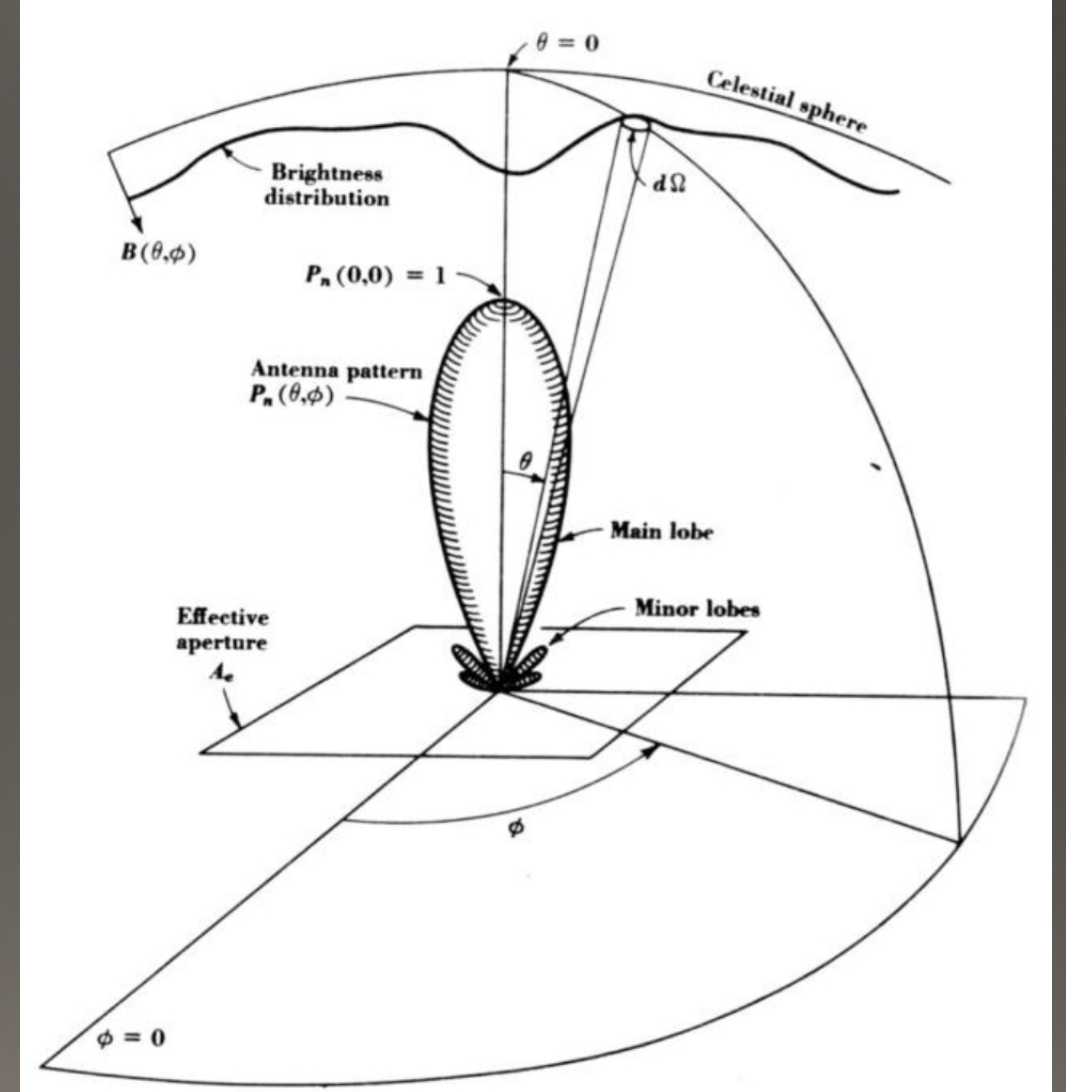 θ = 0
Celestial sphere
Brightness
distribution
dΩ
B(θ,ϕ)
Pₙ(0,0) = 1
Antenna pattern
Pₙ(θ,ϕ)
θ
Main lobe
Minor lobes
Effective
aperture
Aₑ
ϕ
ϕ = 0